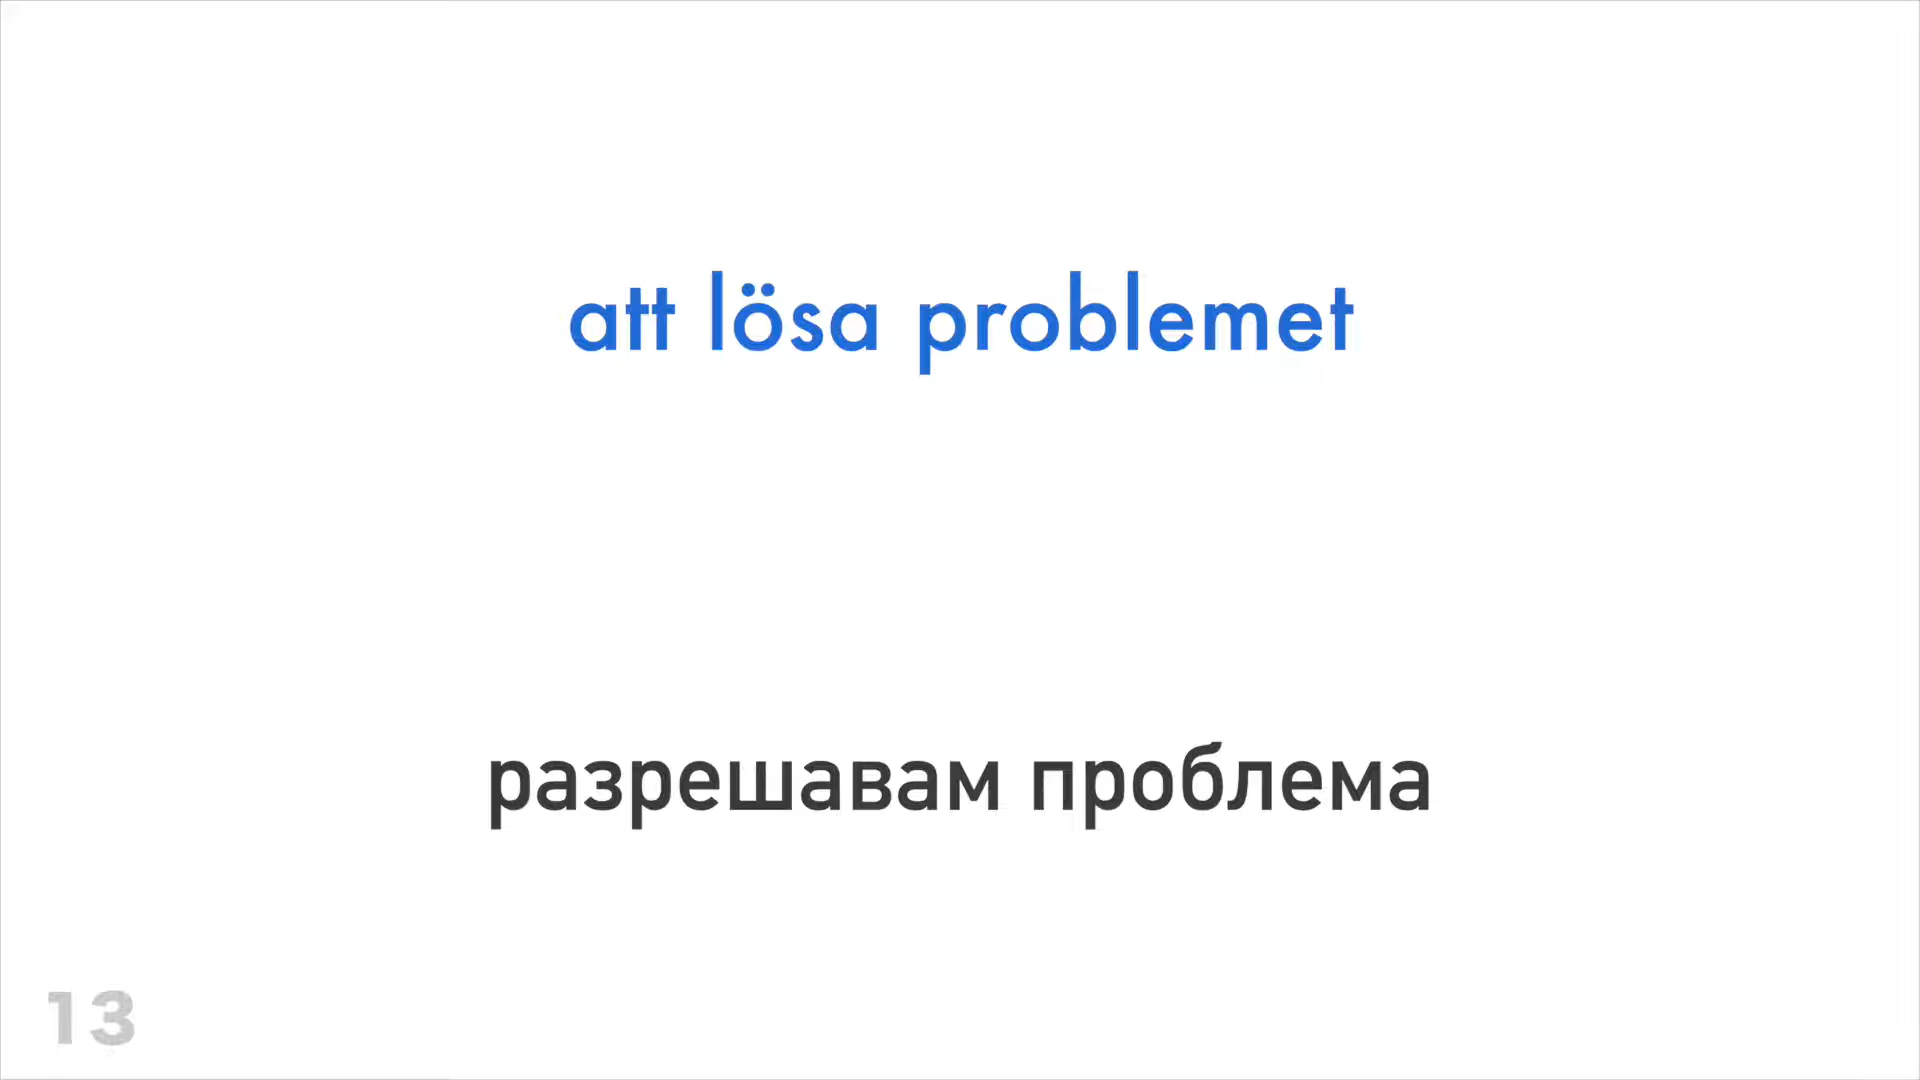 att lösa problemet
разрешавам проблема
13